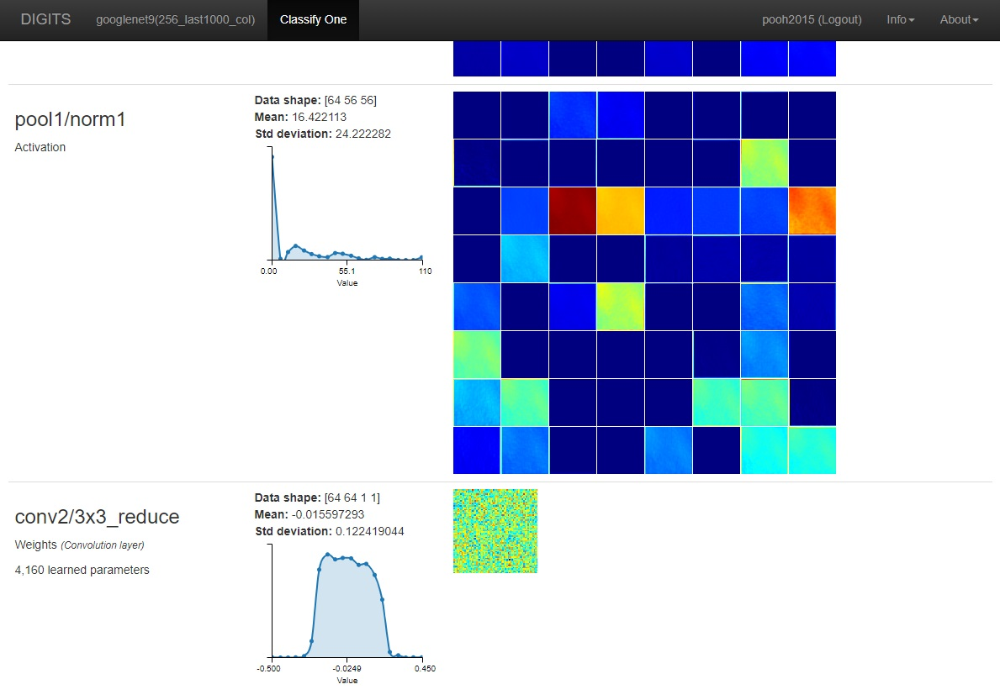 DIGITS googlenet9(256_last1000_col) Classify One pooh2015 (Logout) Info About
pool1/norm1
Activation
Data shape: [64 56 56]
Mean: 16.422113
Std deviation: 24.222282
0.00 55.1 110
Value
conv2/3x3_reduce
Weights (Convolution layer)
4,160 learned parameters
Data shape: [64 64 1 1]
Mean: -0.015597293
Std deviation: 0.122419044
-0.500 -0.0249 0.450
Value